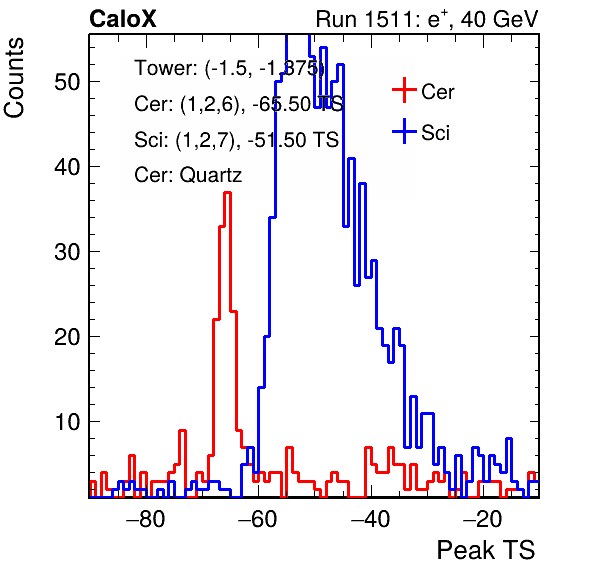 CaloX Run 1511: e⁺, 40 GeV
Counts
Tower: (-1.5, -1.375)
Cer: (1,2,6), -65.50 TS
Sci: (1,2,7), -51.50 TS
Cer: Quartz
Cer
Sci
50
40
30
20
10
−80 −60 −40 −20
Peak TS